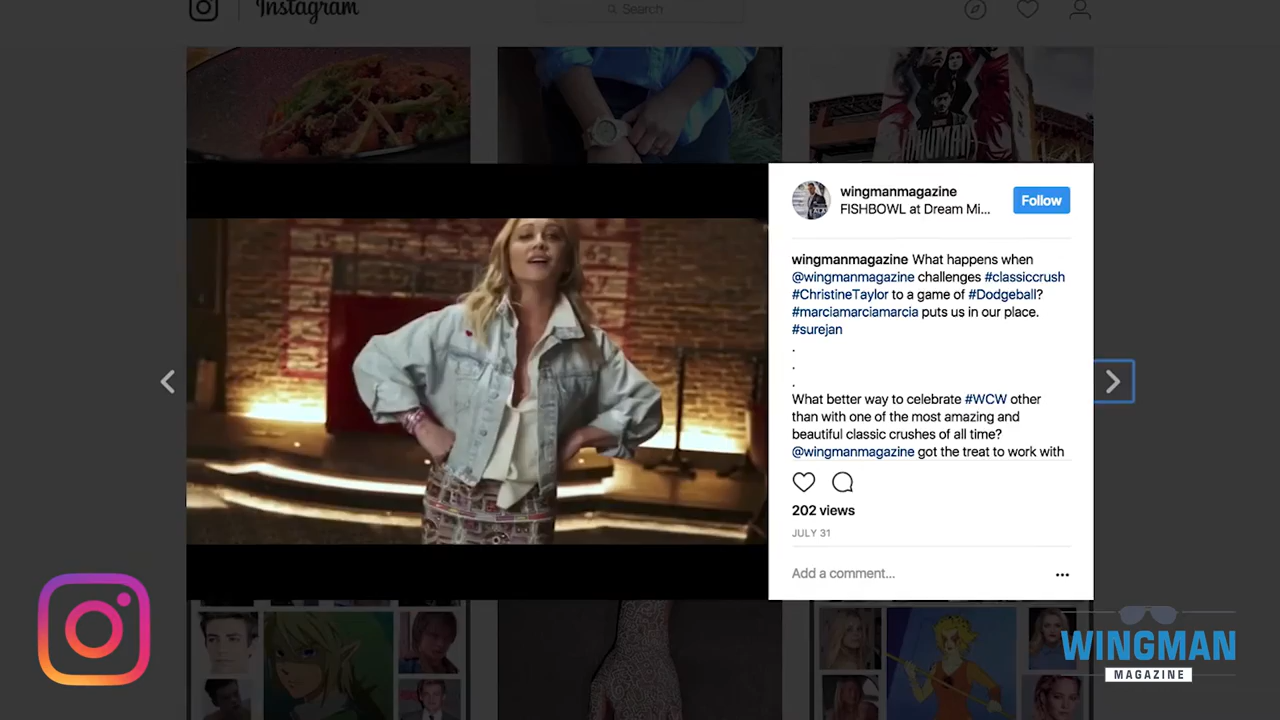 Instagram
Search
INHUMANS
wingmanmagazine
FISHBOWL at Dream Mi...
Follow
wingmanmagazine What happens when
@wingmanmagazine challenges #classiccrush
#ChristineTaylor to a game of #Dodgeball?
#marciamarciamarcia puts us in our place.
#surejan
.
.
.
What better way to celebrate #WCW other
than with one of the most amazing and
beautiful classic crushes of all time?
@wingmanmagazine got the treat to work with
202 views
JULY 31
Add a comment...
WINGMAN
MAGAZINE